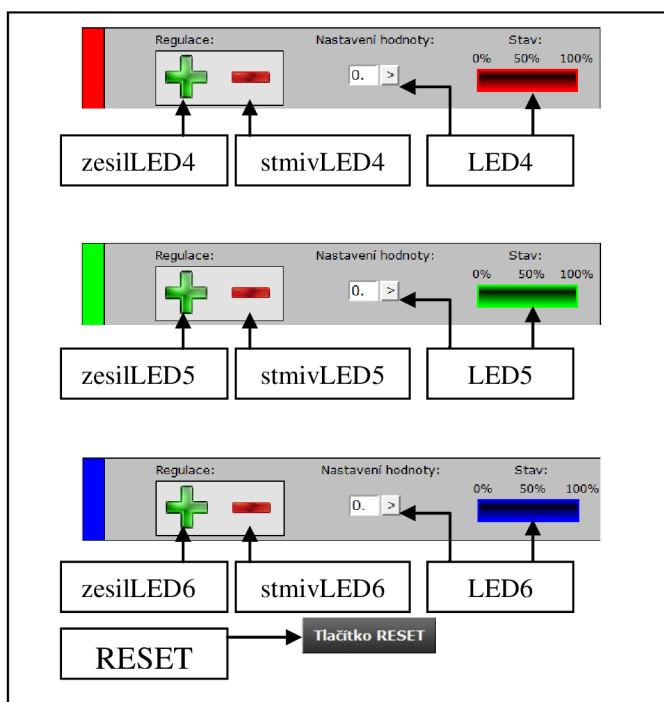 Regulace: Nastavení hodnoty: Stav:
0% 50% 100%
0. >
zesilLED4 stmivLED4 LED4
Regulace: Nastavení hodnoty: Stav:
0% 50% 100%
0. >
zesilLED5 stmivLED5 LED5
Regulace: Nastavení hodnoty: Stav:
0% 50% 100%
0. >
zesilLED6 stmivLED6 LED6
Tlačítko RESET
RESET